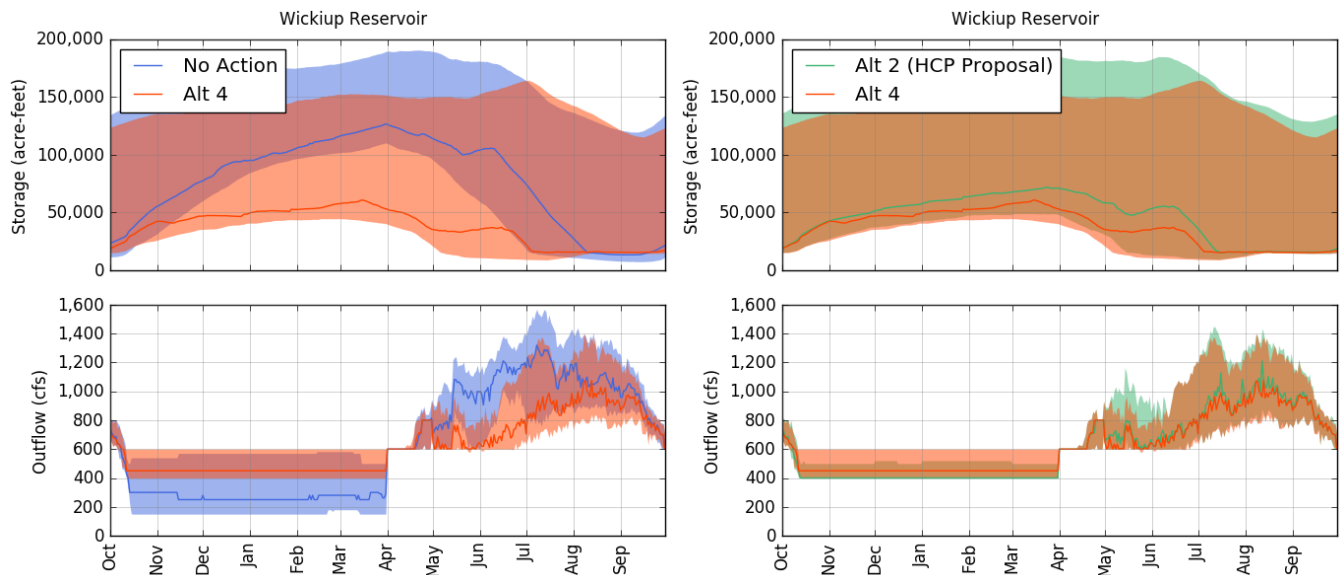 Wickiup Reservoir
Storage (acre-feet)
200,000
150,000
100,000
50,000
0
No Action
Alt 4
Outflow (cfs)
1,600
1,400
1,200
1,000
800
600
400
200
0
Oct
Nov
Dec
Jan
Feb
Mar
Apr
May
Jun
Jul
Aug
Sep
Wickiup Reservoir
Storage (acre-feet)
200,000
150,000
100,000
50,000
0
Alt 2 (HCP Proposal)
Alt 4
Outflow (cfs)
1,600
1,400
1,200
1,000
800
600
400
200
0
Oct
Nov
Dec
Jan
Feb
Mar
Apr
May
Jun
Jul
Aug
Sep